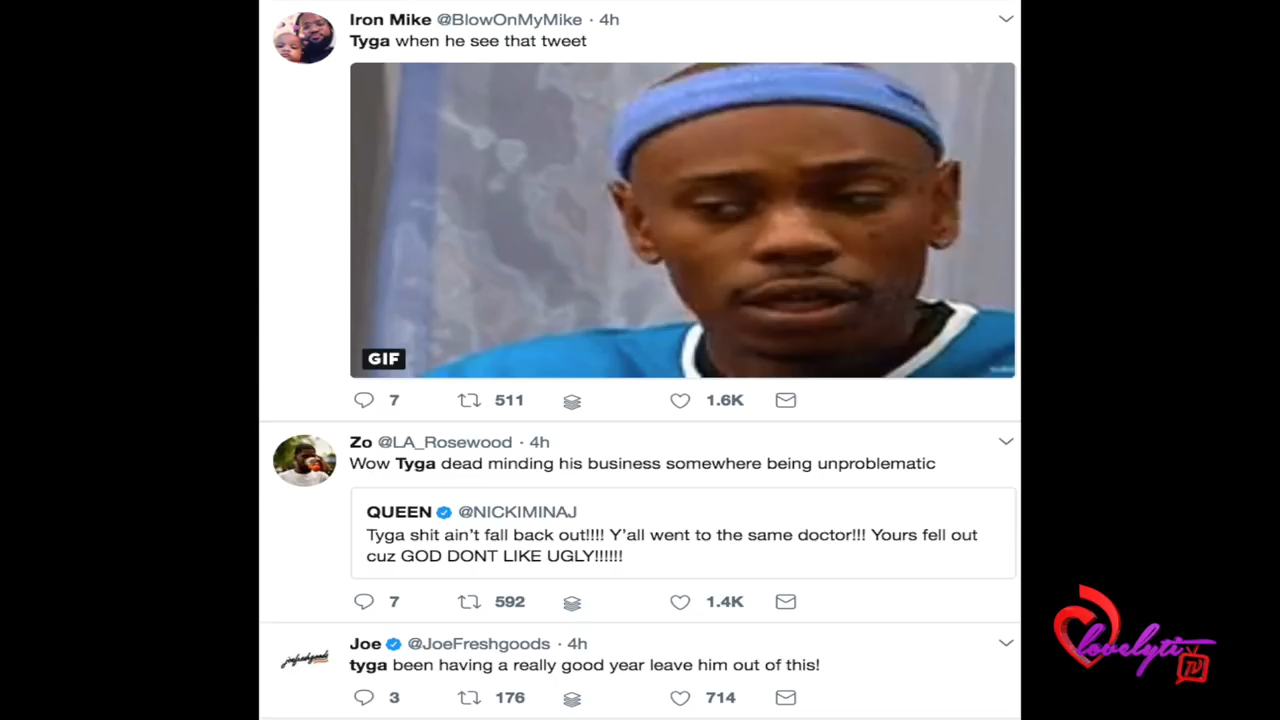 Iron Mike @BlowOnMyMike · 4h
Tyga when he see that tweet
GIF
7 511 1.6K
Zo @LA_Rosewood · 4h
Wow Tyga dead minding his business somewhere being unproblematic
QUEEN @NICKIMINAJ
Tyga shit ain't fall back out!!!! Y'all went to the same doctor!!! Yours fell out
cuz GOD DONT LIKE UGLY!!!!!!
7 592 1.4K
Joe @JoeFreshgoods · 4h
joefreshgoods
tyga been having a really good year leave him out of this!
3 176 714
lovelyti
TV